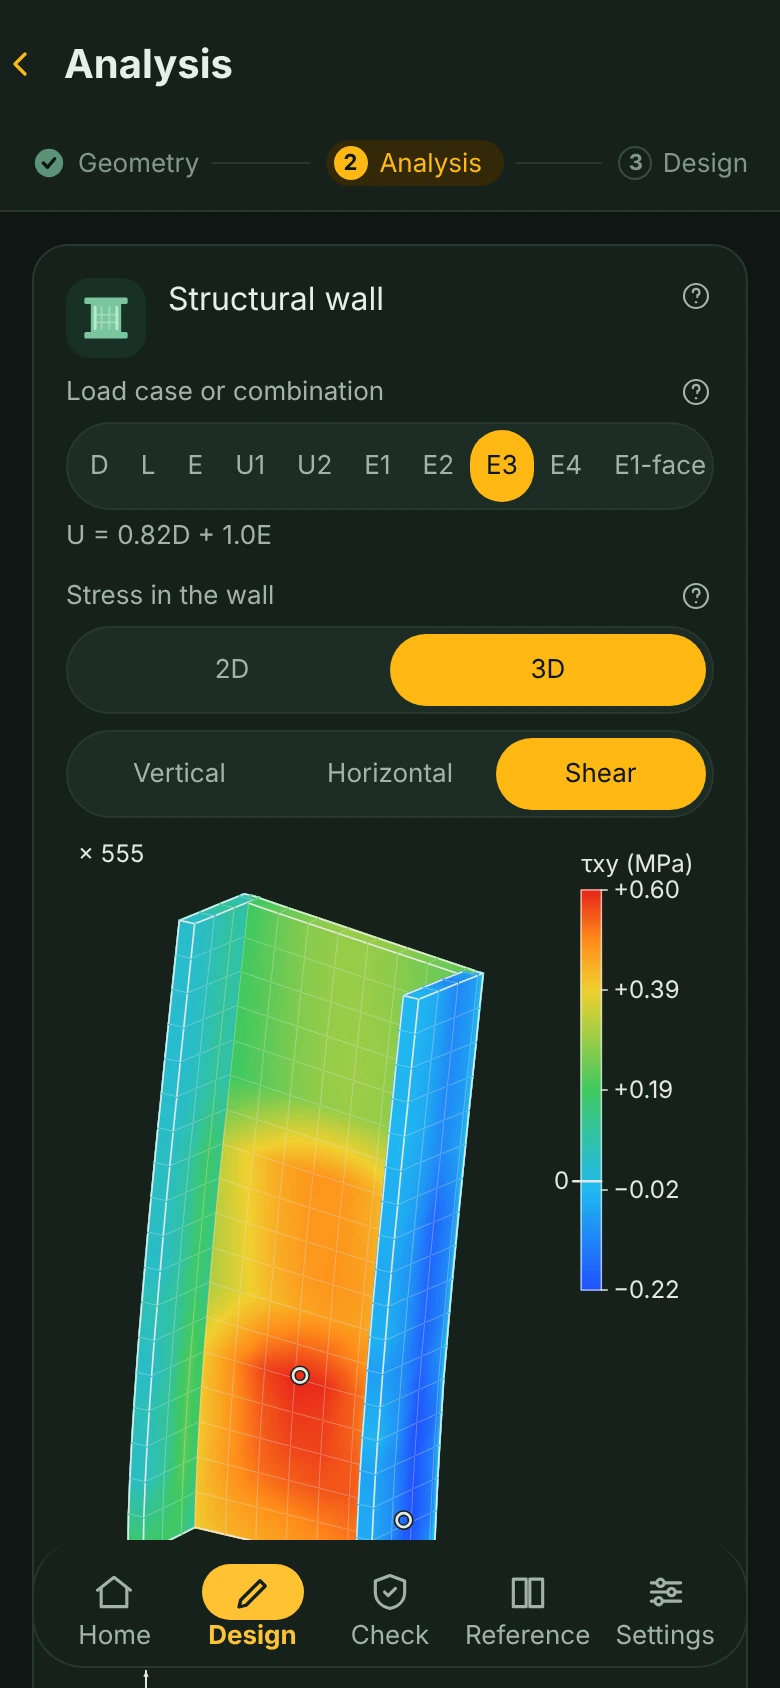 Analysis
Geometry 2 Analysis 3 Design
Structural wall
Load case or combination
D L E U1 U2 E1 E2 E3 E4 E1-face
U = 0.82D + 1.0E
Stress in the wall
2D 3D
Vertical Horizontal Shear
× 555
τxy (MPa)
+0.60
+0.39
+0.19
0
−0.02
−0.22
Home Design Check Reference Settings